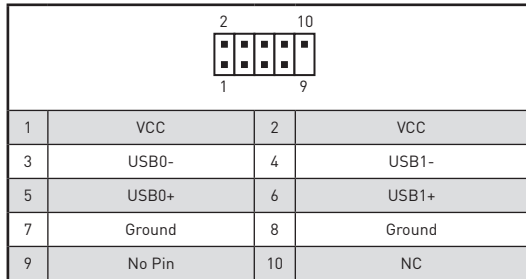 2 10
1 9
1 VCC 2 VCC
3 USB0- 4 USB1-
5 USB0+ 6 USB1+
7 Ground 8 Ground
9 No Pin 10 NC